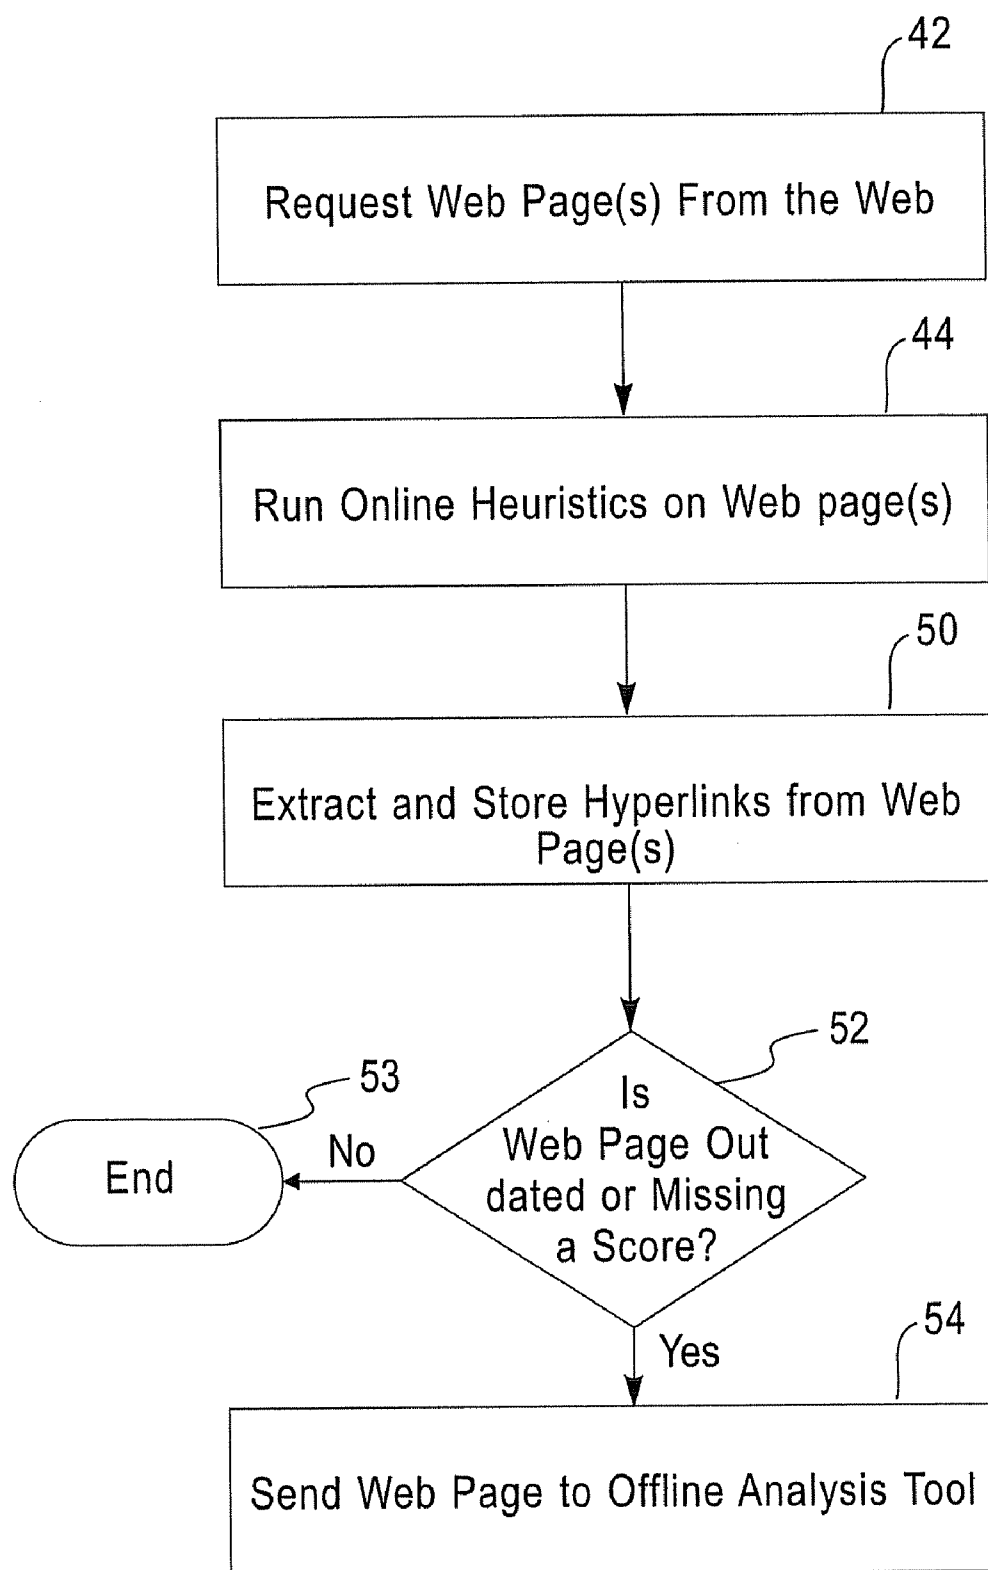 42
Request Web Page(s) From the Web
44
Run Online Heuristics on Web page(s)
50
Extract and Store Hyperlinks from Web
Page(s)
52
Is
Web Page Out
dated or Missing
a Score?
53
End
No
Yes
54
Send Web Page to Offline Analysis Tool